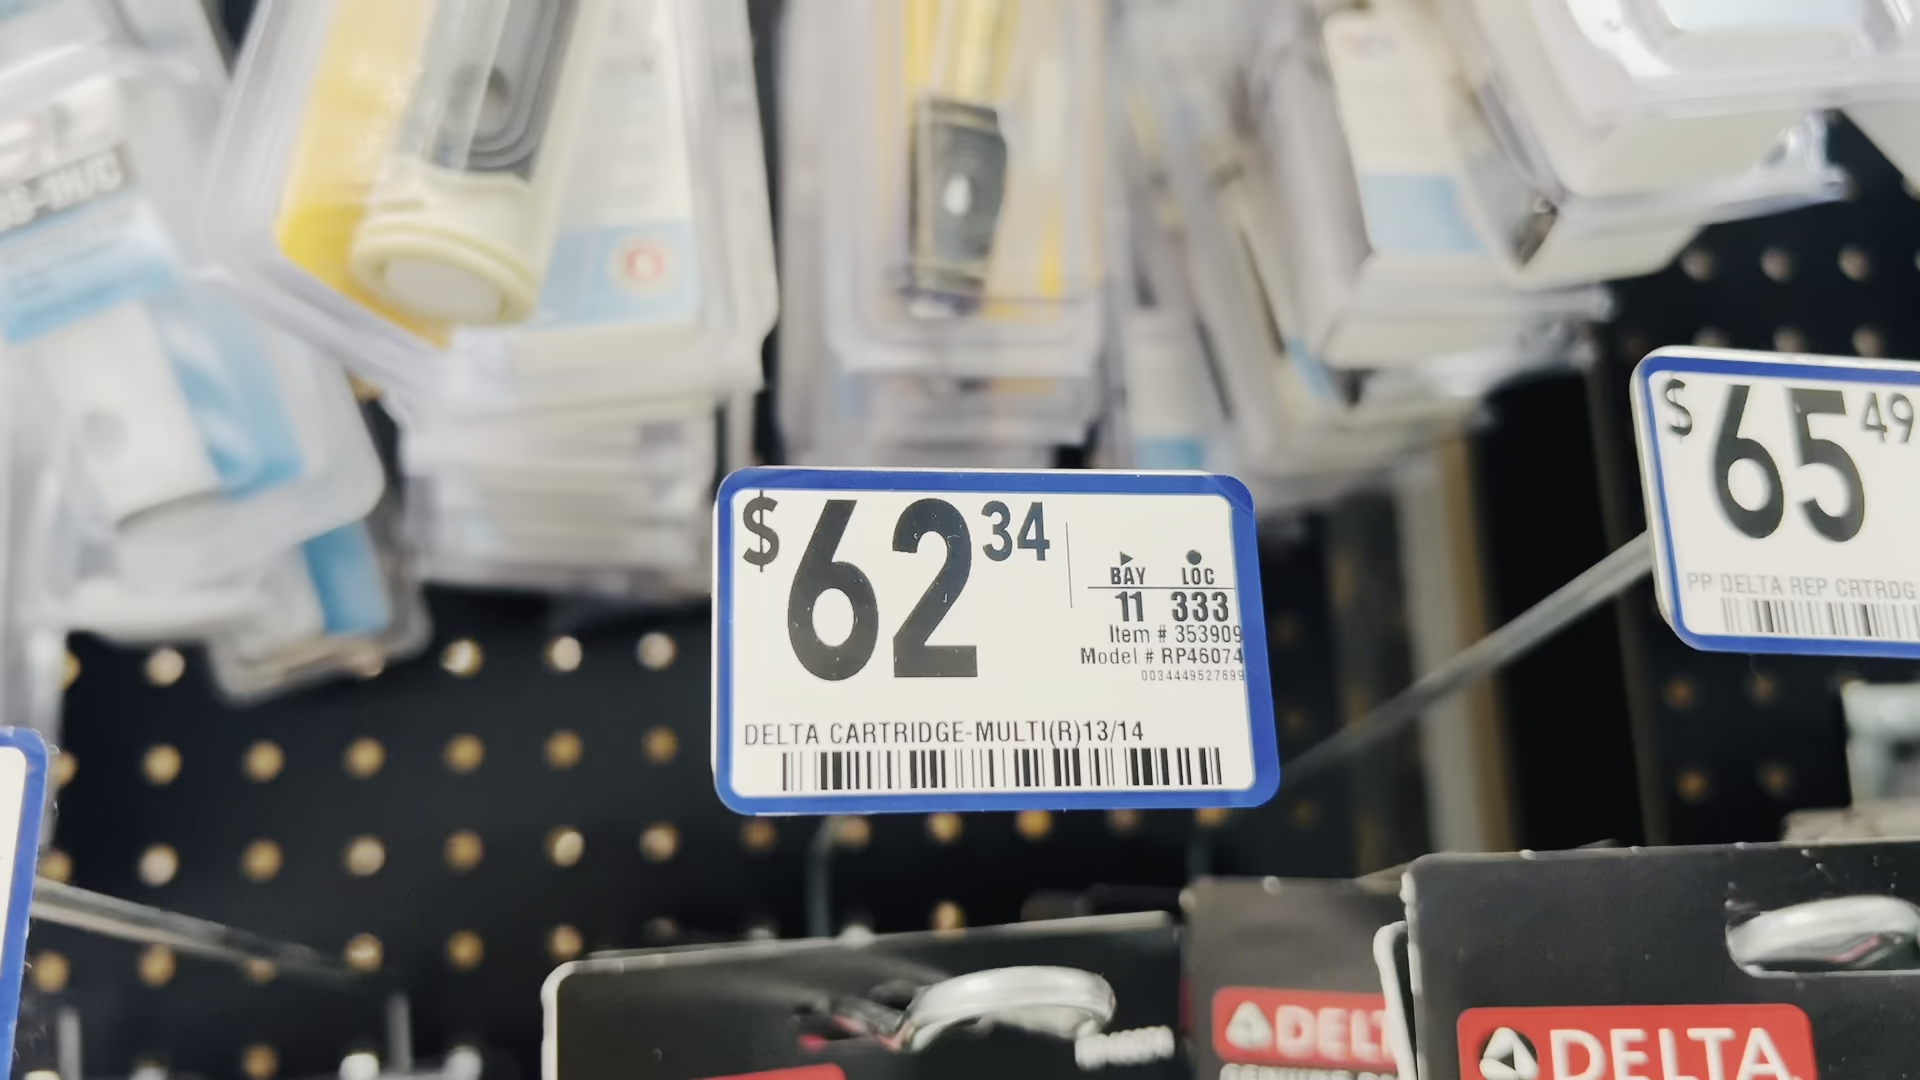 $62 34
BAY LOC
11 333
Item # 353909
Model # RP46074
0034449527699
DELTA CARTRIDGE-MULTI(R)13/14
$65 49
PP DELTA REP CRTRDG
DELTA
DELTA